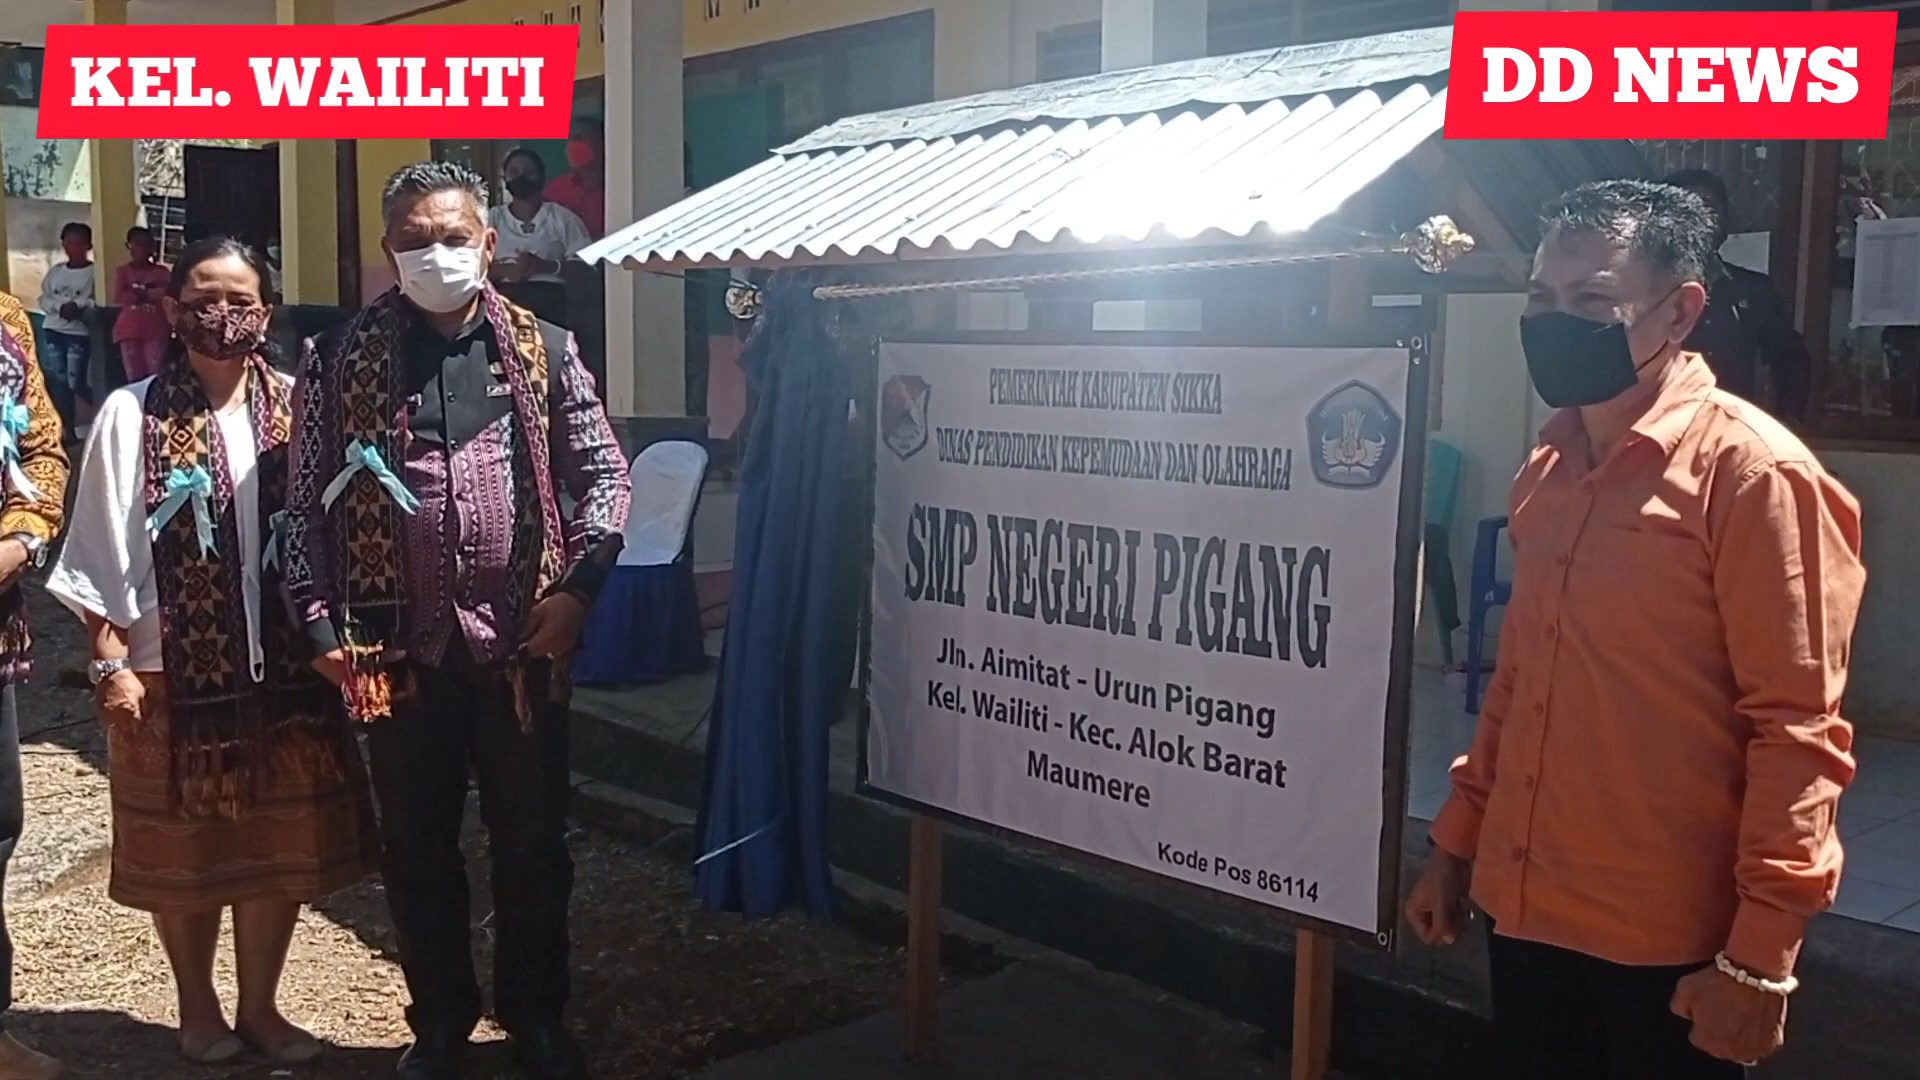 KEL. WAILITI
DD NEWS
PEMERINTAH KABUPATEN SIKKA
DINAS PENDIDIKAN KEPEMUDAAN DAN OLAHRAGA
SMP NEGERI PIGANG
Jln. Aimitat - Urun Pigang
Kel. Wailiti - Kec. Alok Barat
Maumere
Kode Pos 86114